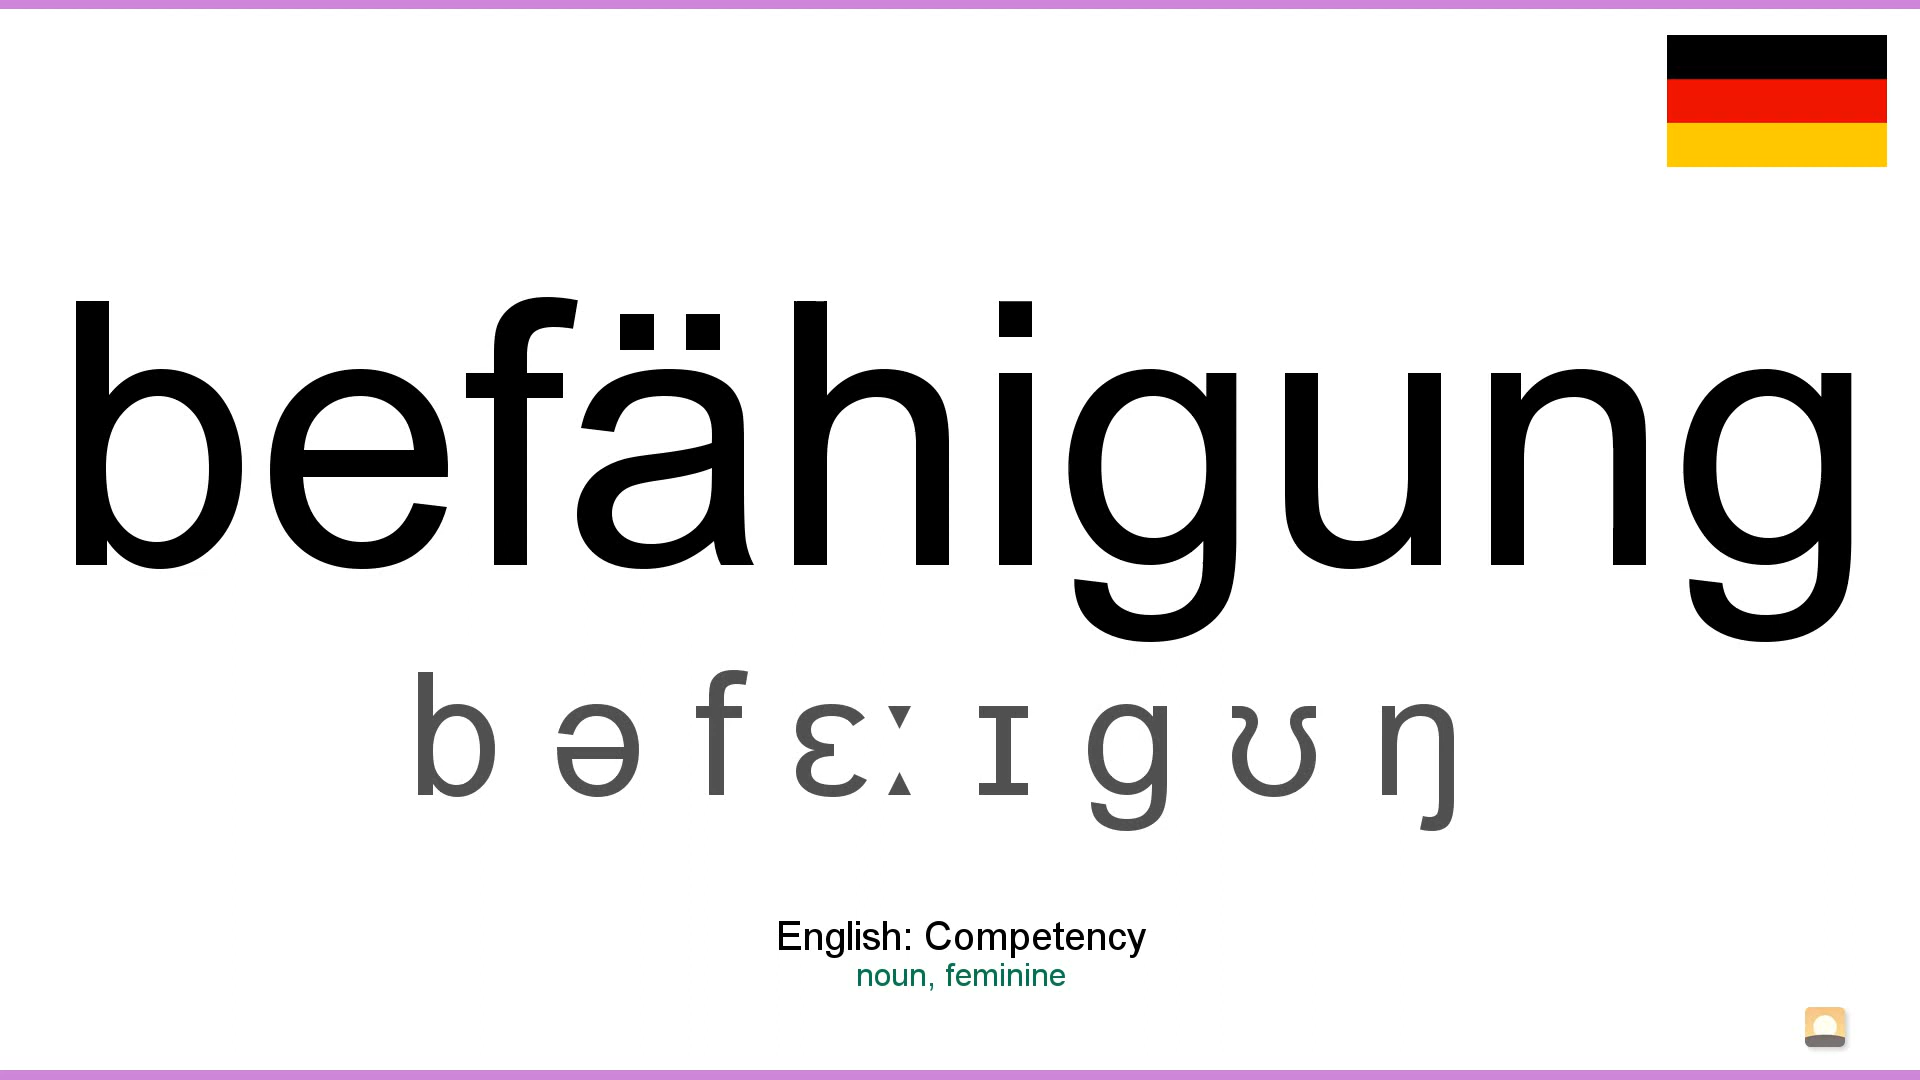 befähigung
b ə f ɛː ɪ g ʊ ŋ
English: Competency
noun, feminine